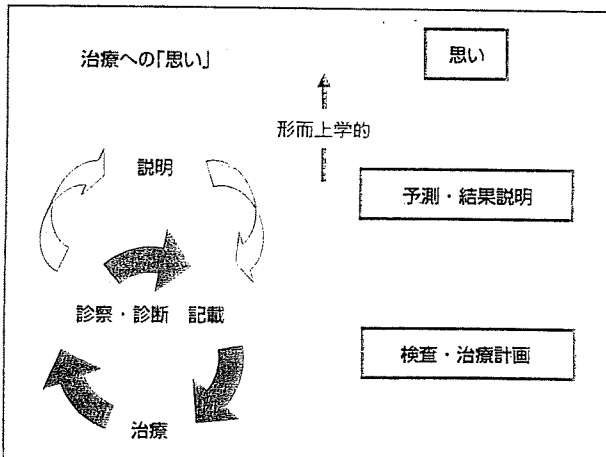 治療への「思い」
思い
形而上学的
説明
予測・結果説明
診察・診断 記載
検査・治療計画
治療